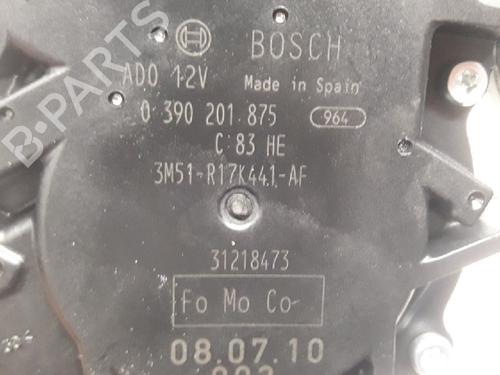 BOSCH
AD0 12V Made in Spain
0 390 201 875 964
C 83 HE
3M51-R17K441-AF
31218473
Fo Mo Co
08.07.10
B-PARTS